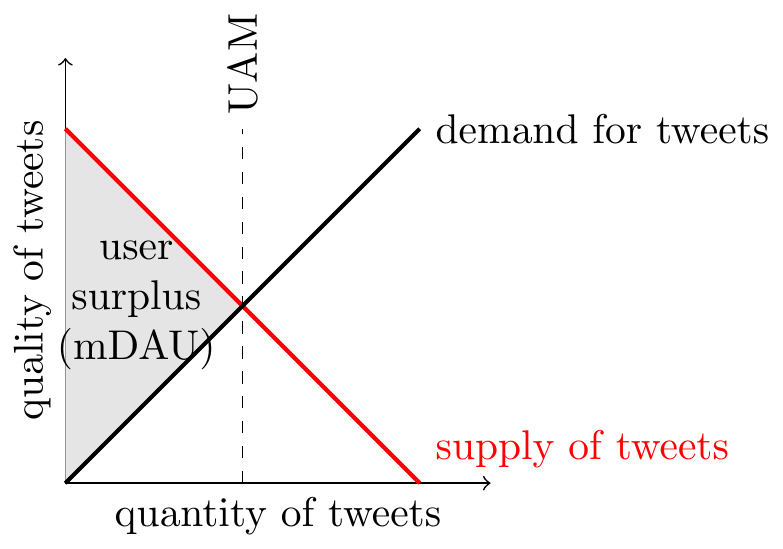 UAM
demand for tweets
quality of tweets
user
surplus
(mDAU)
supply of tweets
quantity of tweets